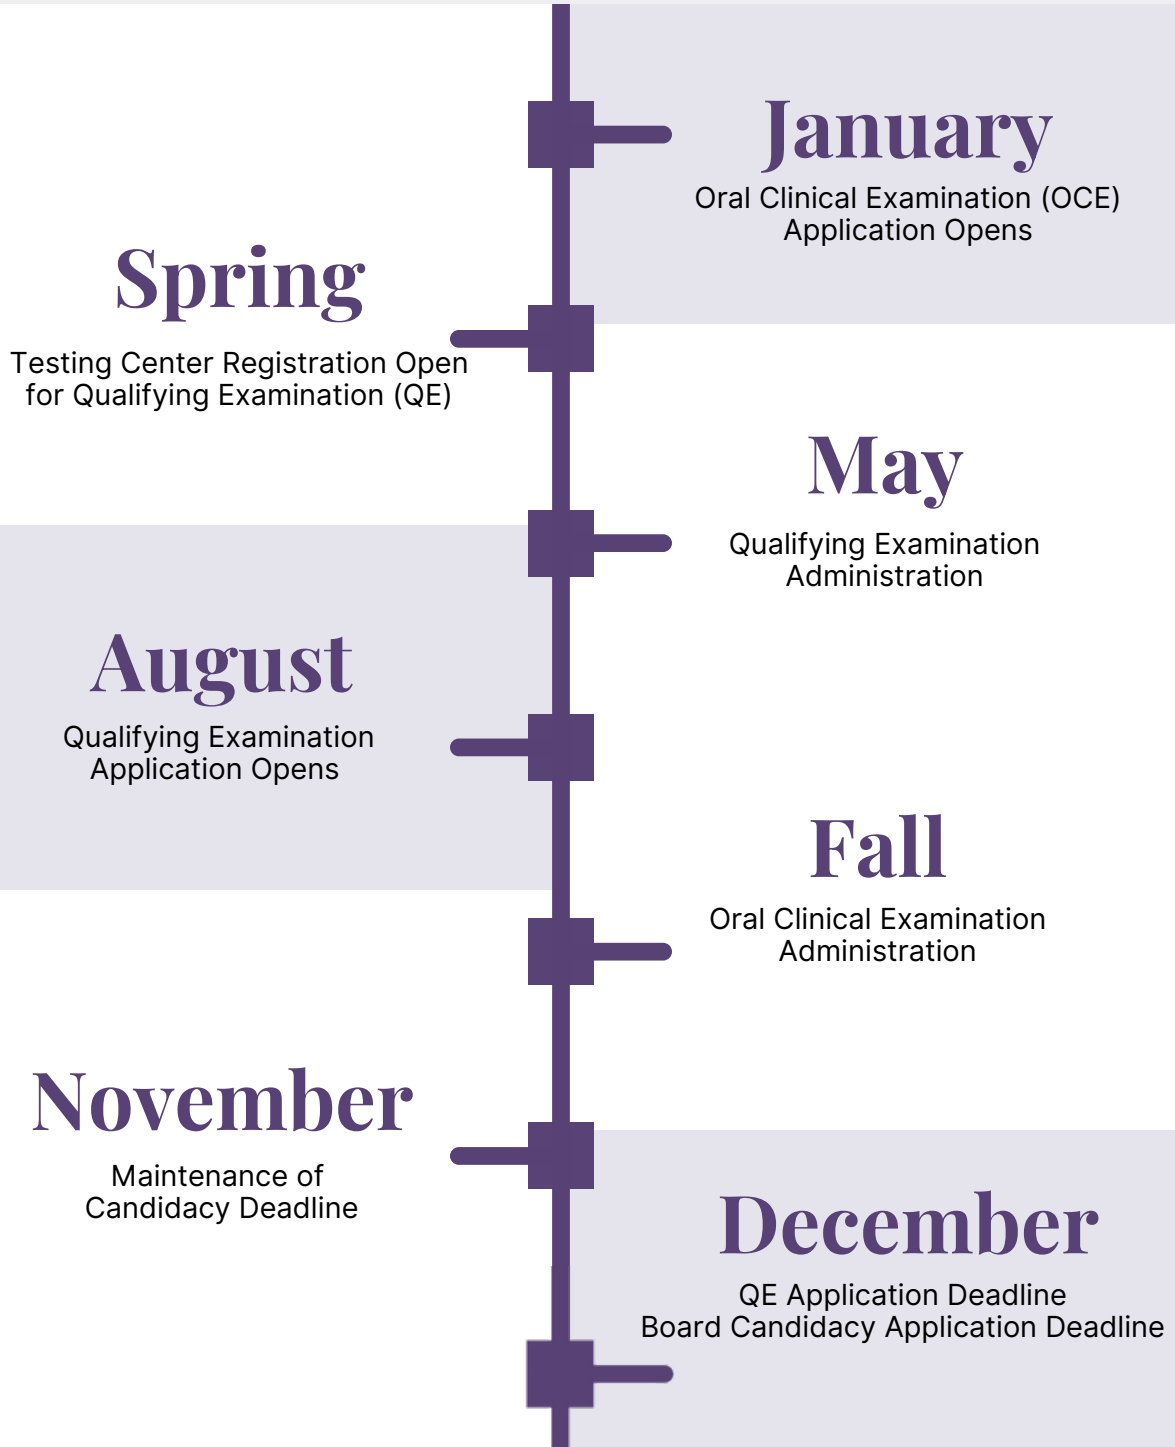 January
Oral Clinical Examination (OCE)
Application Opens
Spring
Testing Center Registration Open
for Qualifying Examination (QE)
May
Qualifying Examination
Administration
August
Qualifying Examination
Application Opens
Fall
Oral Clinical Examination
Administration
November
Maintenance of
Candidacy Deadline
December
QE Application Deadline
Board Candidacy Application Deadline